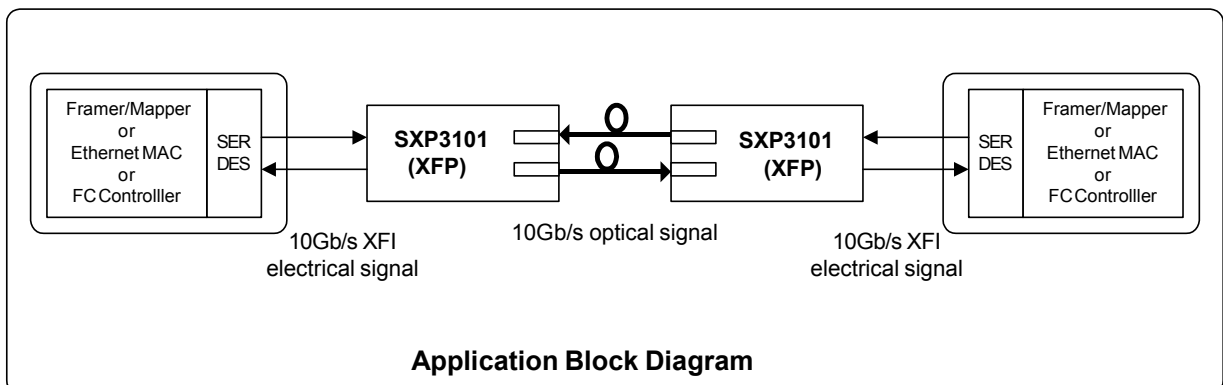 Framer/Mapper
or
Ethernet MAC
or
FC Controlller
SER
DES
SXP3101
(XFP)
SXP3101
(XFP)
SER
DES
Framer/Mapper
or
Ethernet MAC
or
FC Controlller
10Gb/s XFI
electrical signal
10Gb/s optical signal
10Gb/s XFI
electrical signal
Application Block Diagram